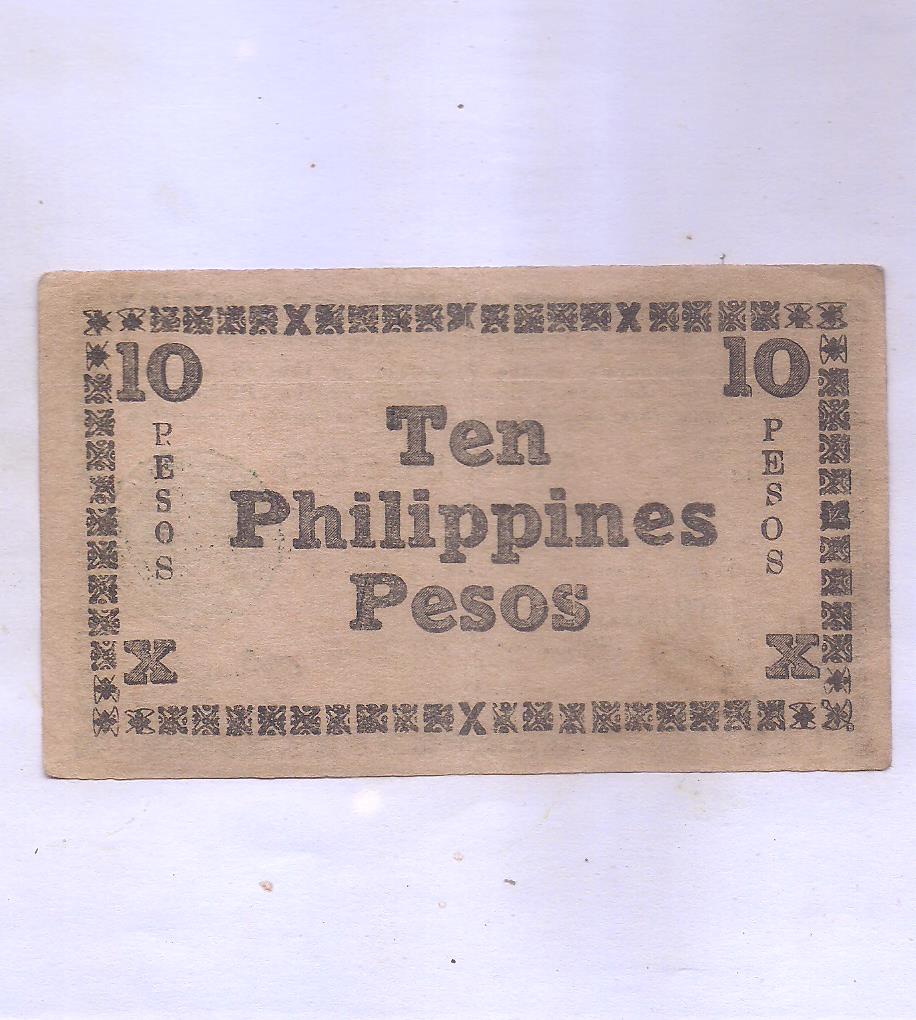 10 10
PESOS PESOS
Ten
Philippines
Pesos
X X
X X
X